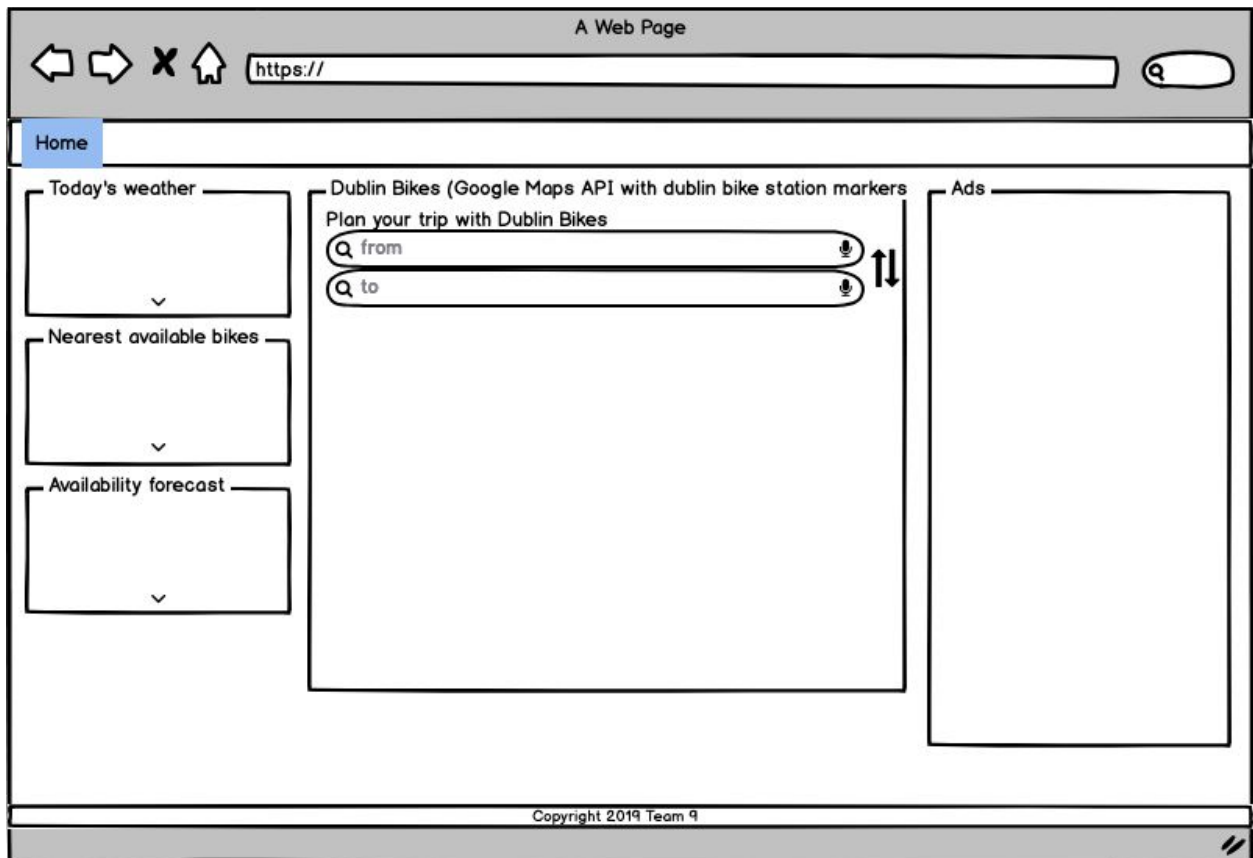 A Web Page
https://
Home
Today's weather
Nearest available bikes
Availability forecast
Dublin Bikes (Google Maps API with dublin bike station markers
Plan your trip with Dublin Bikes
from
to
Ads
Copyright 2019 Team 9